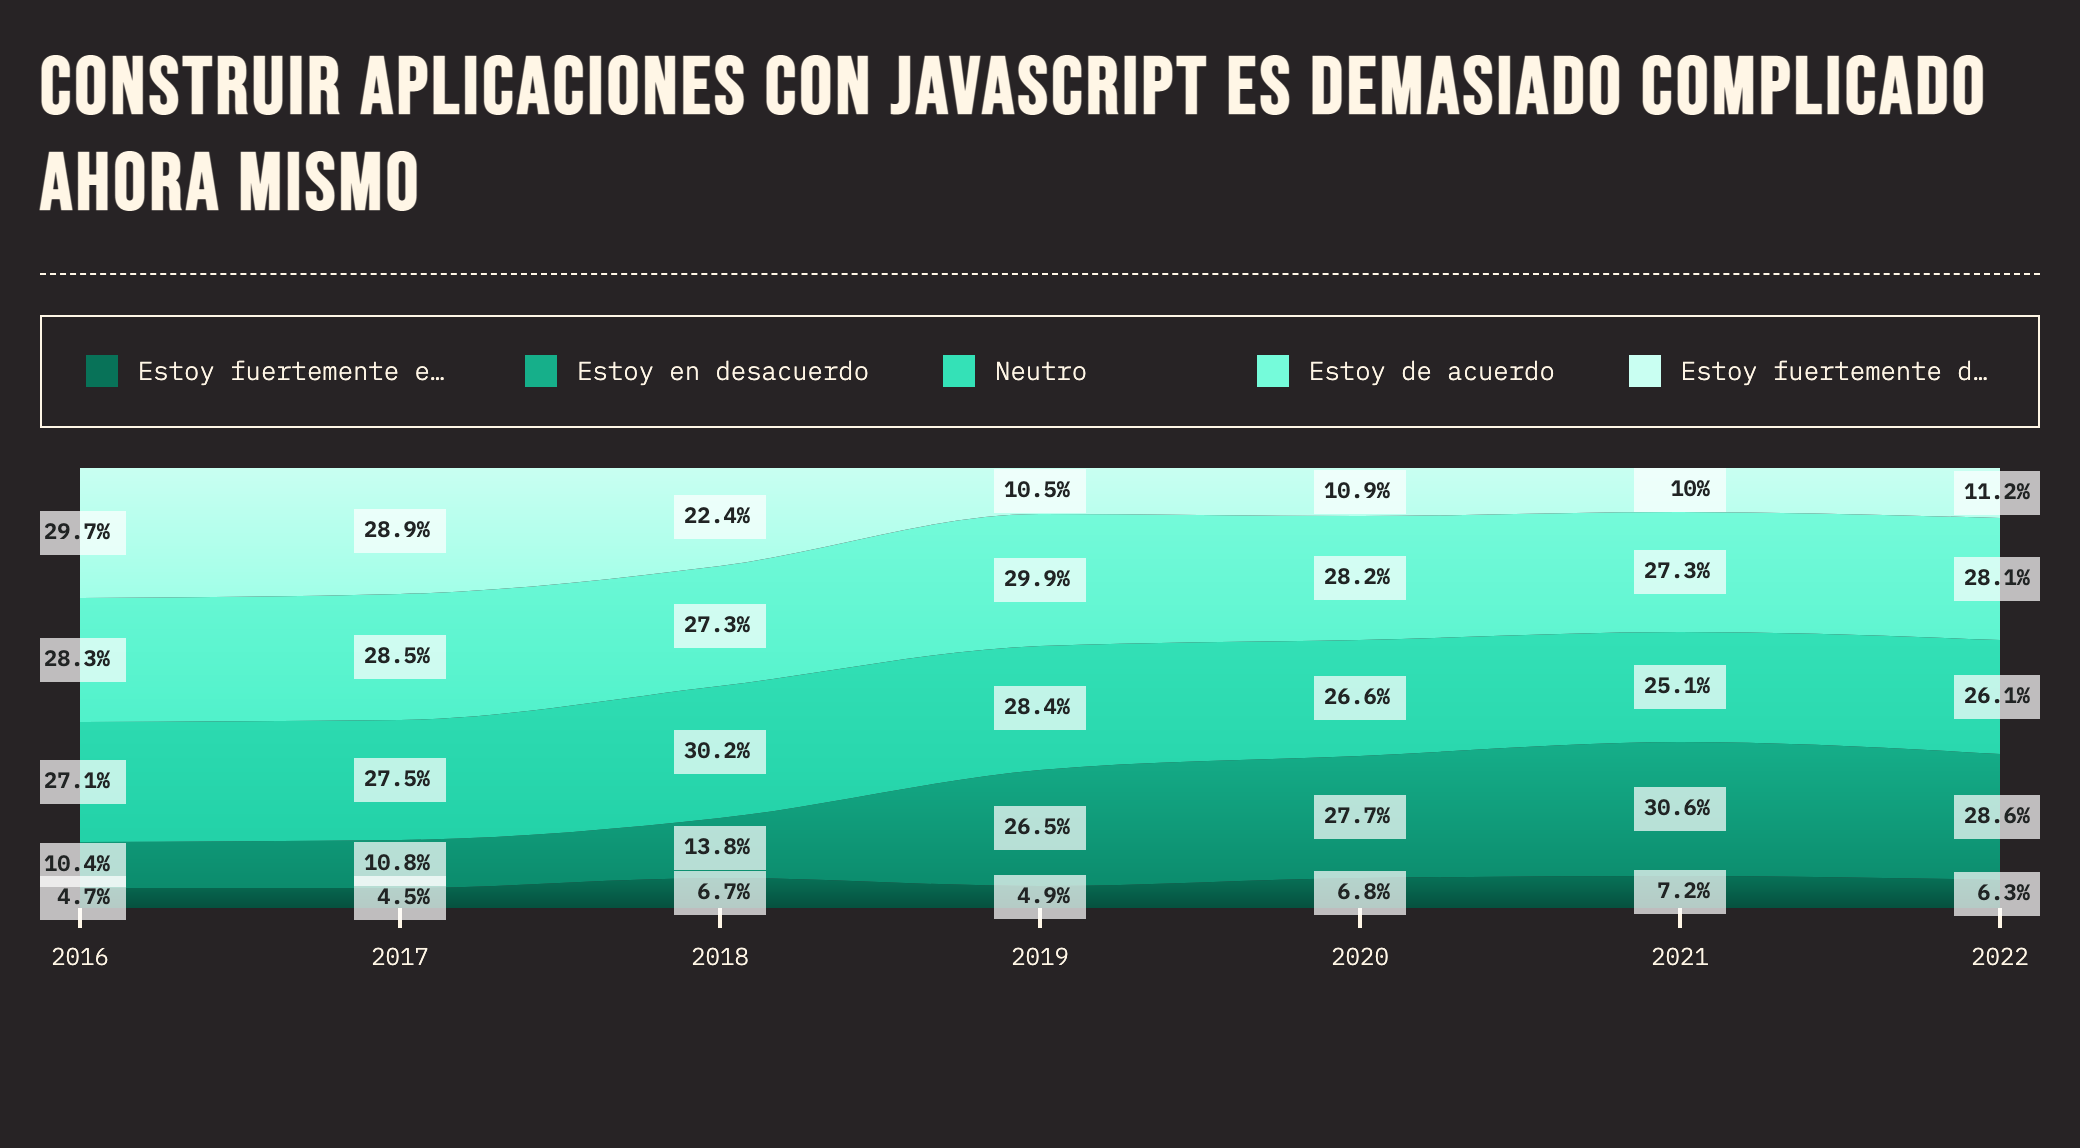 CONSTRUIR APLICACIONES CON JAVASCRIPT ES DEMASIADO COMPLICADO
AHORA MISMO
Estoy fuertemente e… Estoy en desacuerdo Neutro Estoy de acuerdo Estoy fuertemente d…
29.7% 28.9% 22.4% 10.5% 10.9% 10% 11.2%
28.3% 28.5% 27.3% 29.9% 28.2% 27.3% 28.1%
27.1% 27.5% 30.2% 28.4% 26.6% 25.1% 26.1%
10.4% 10.8% 13.8% 26.5% 27.7% 30.6% 28.6%
4.7% 4.5% 6.7% 4.9% 6.8% 7.2% 6.3%
2016 2017 2018 2019 2020 2021 2022